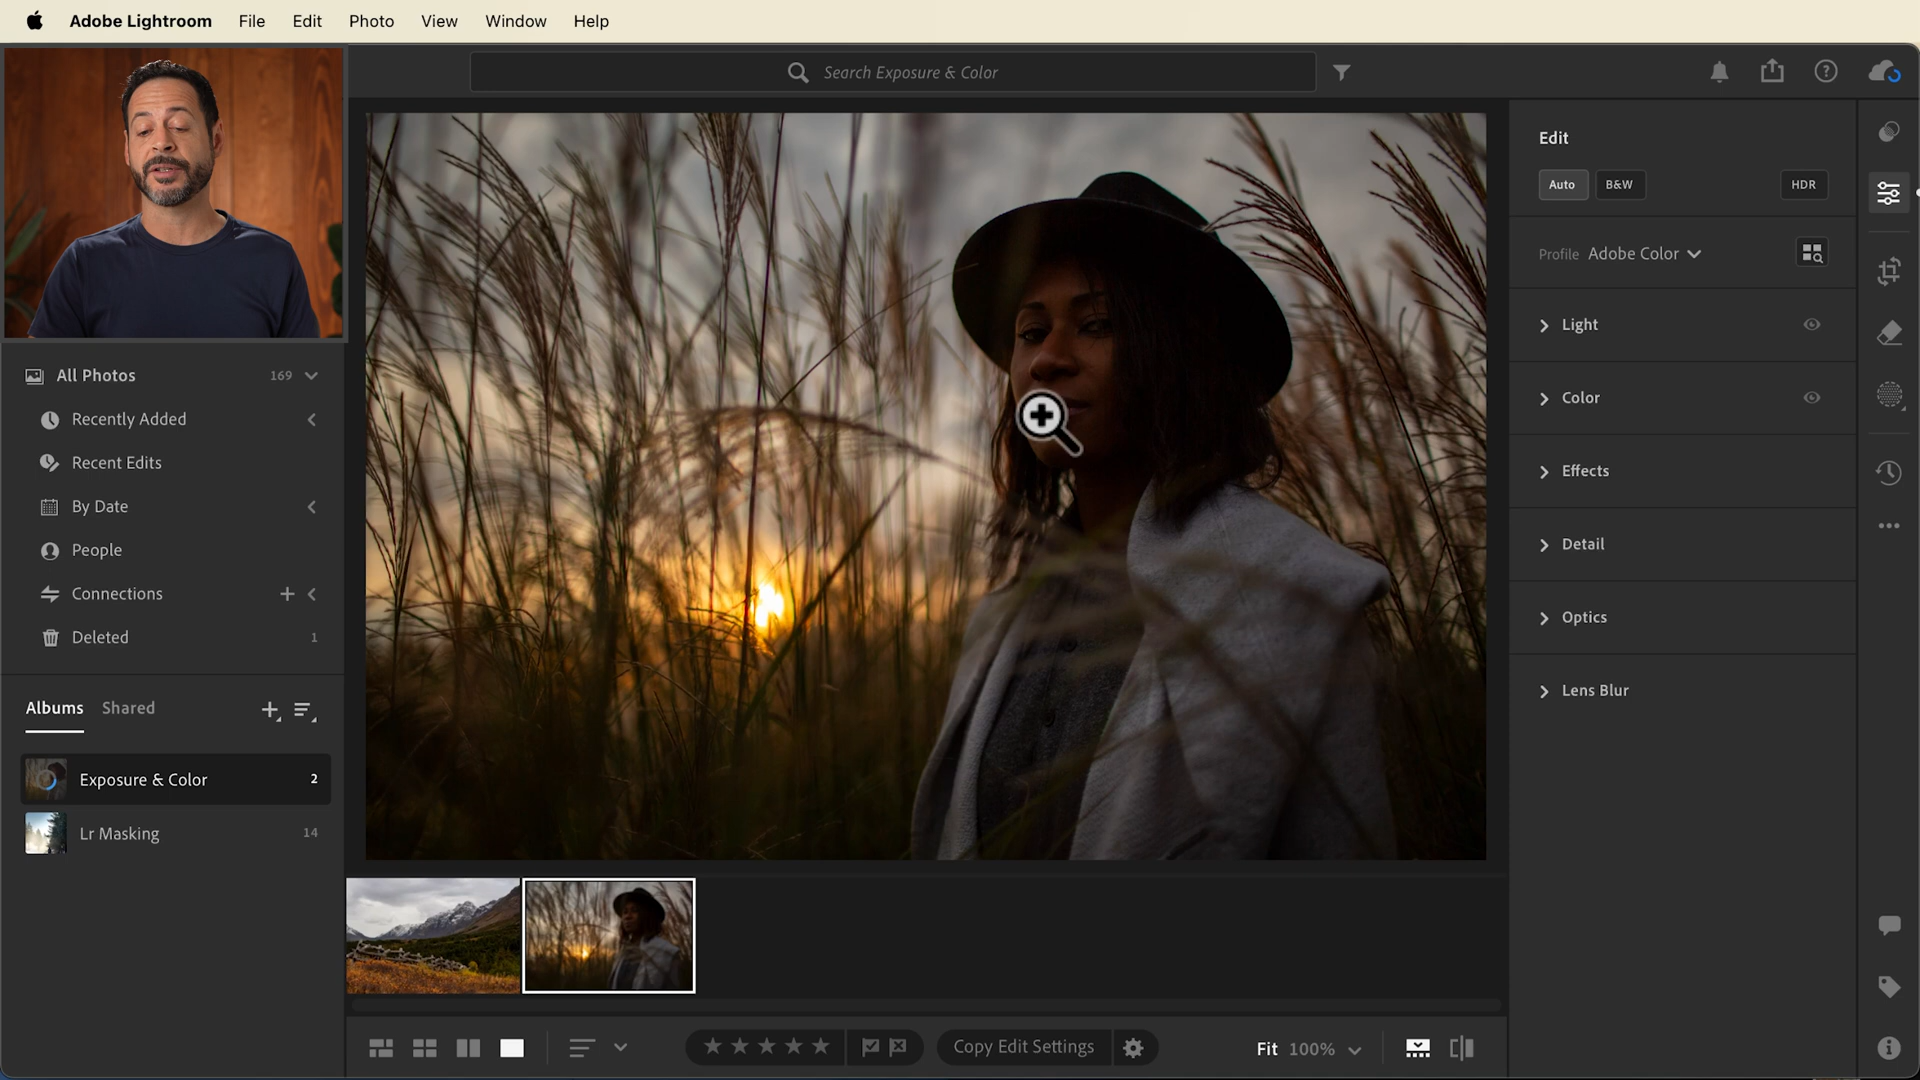 Adobe Lightroom File Edit Photo View Window Help
Search Exposure & Color
Edit
Auto B&W HDR
Profile Adobe Color
Light
Color
Effects
Detail
Optics
Lens Blur
All Photos 169
Recently Added
Recent Edits
By Date
People
Connections
Deleted 1
Albums Shared
Exposure & Color 2
Lr Masking 14
Copy Edit Settings
Fit 100%